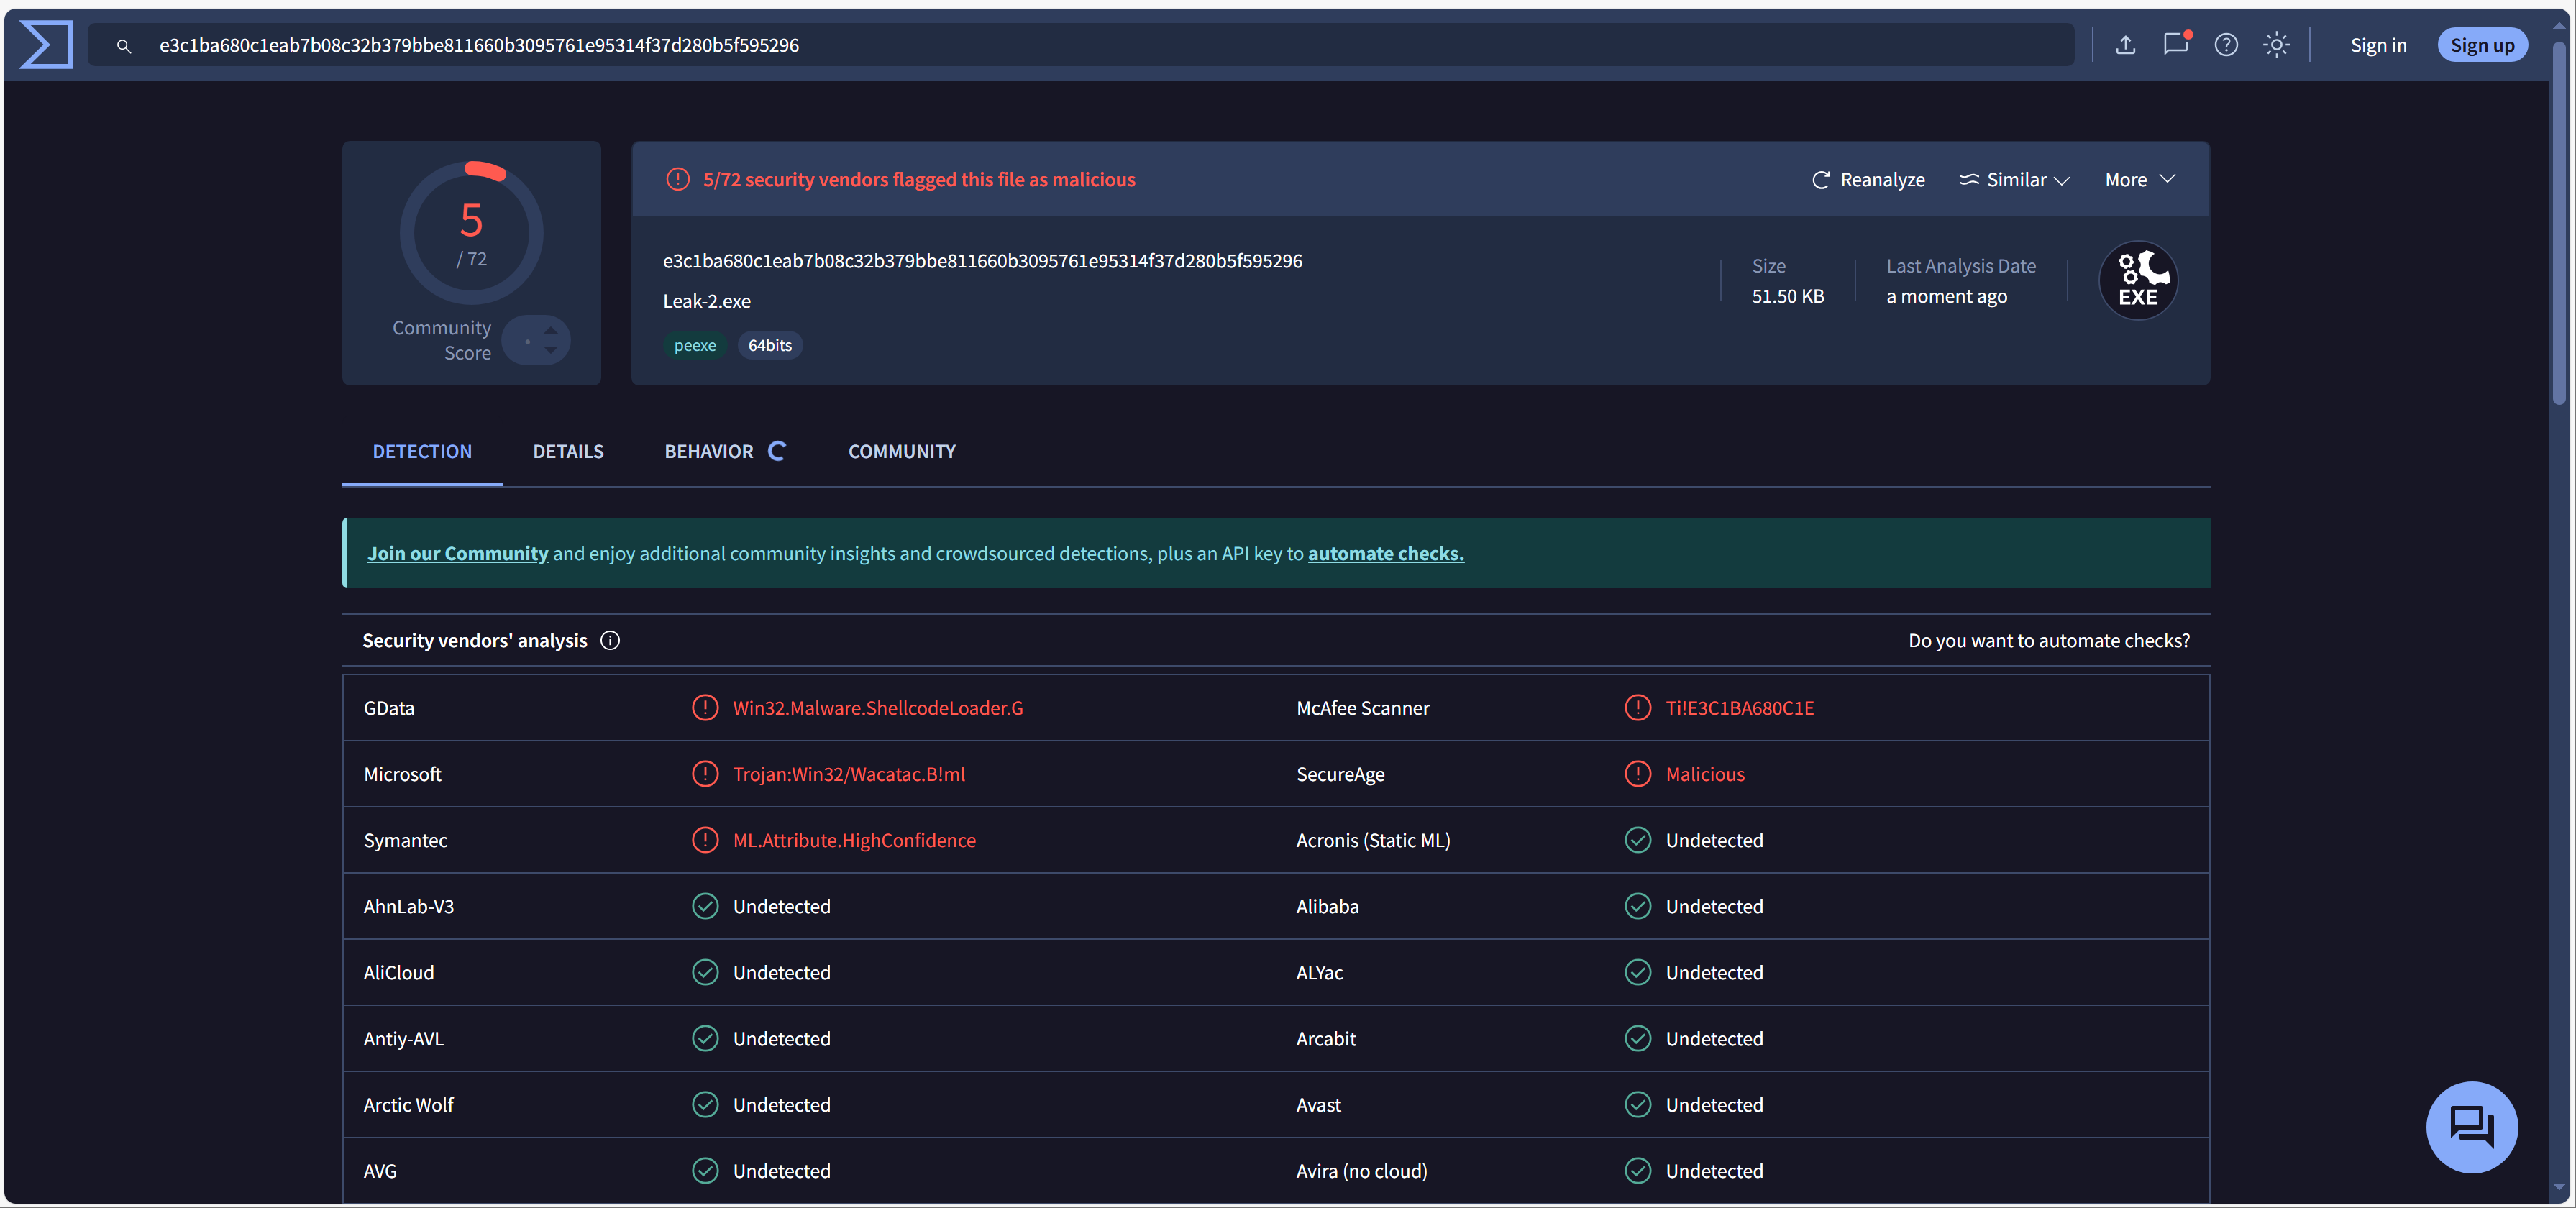 e3c1ba680c1eab7b08c32b379bbe811660b3095761e95314f37d280b5f595296
Sign in
Sign up
5
/ 72
Community
Score
5/72 security vendors flagged this file as malicious
Reanalyze
Similar
More
e3c1ba680c1eab7b08c32b379bbe811660b3095761e95314f37d280b5f595296
Leak-2.exe
peexe
64bits
Size
51.50 KB
Last Analysis Date
a moment ago
EXE
DETECTION
DETAILS
BEHAVIOR
COMMUNITY
Join our Community and enjoy additional community insights and crowdsourced detections, plus an API key to automate checks.
Security vendors' analysis
Do you want to automate checks?
GData
Win32.Malware.ShellcodeLoader.G
McAfee Scanner
Ti!E3C1BA680C1E
Microsoft
Trojan:Win32/Wacatac.B!ml
SecureAge
Malicious
Symantec
ML.Attribute.HighConfidence
Acronis (Static ML)
Undetected
AhnLab-V3
Undetected
Alibaba
Undetected
AliCloud
Undetected
ALYac
Undetected
Antiy-AVL
Undetected
Arcabit
Undetected
Arctic Wolf
Undetected
Avast
Undetected
AVG
Undetected
Avira (no cloud)
Undetected